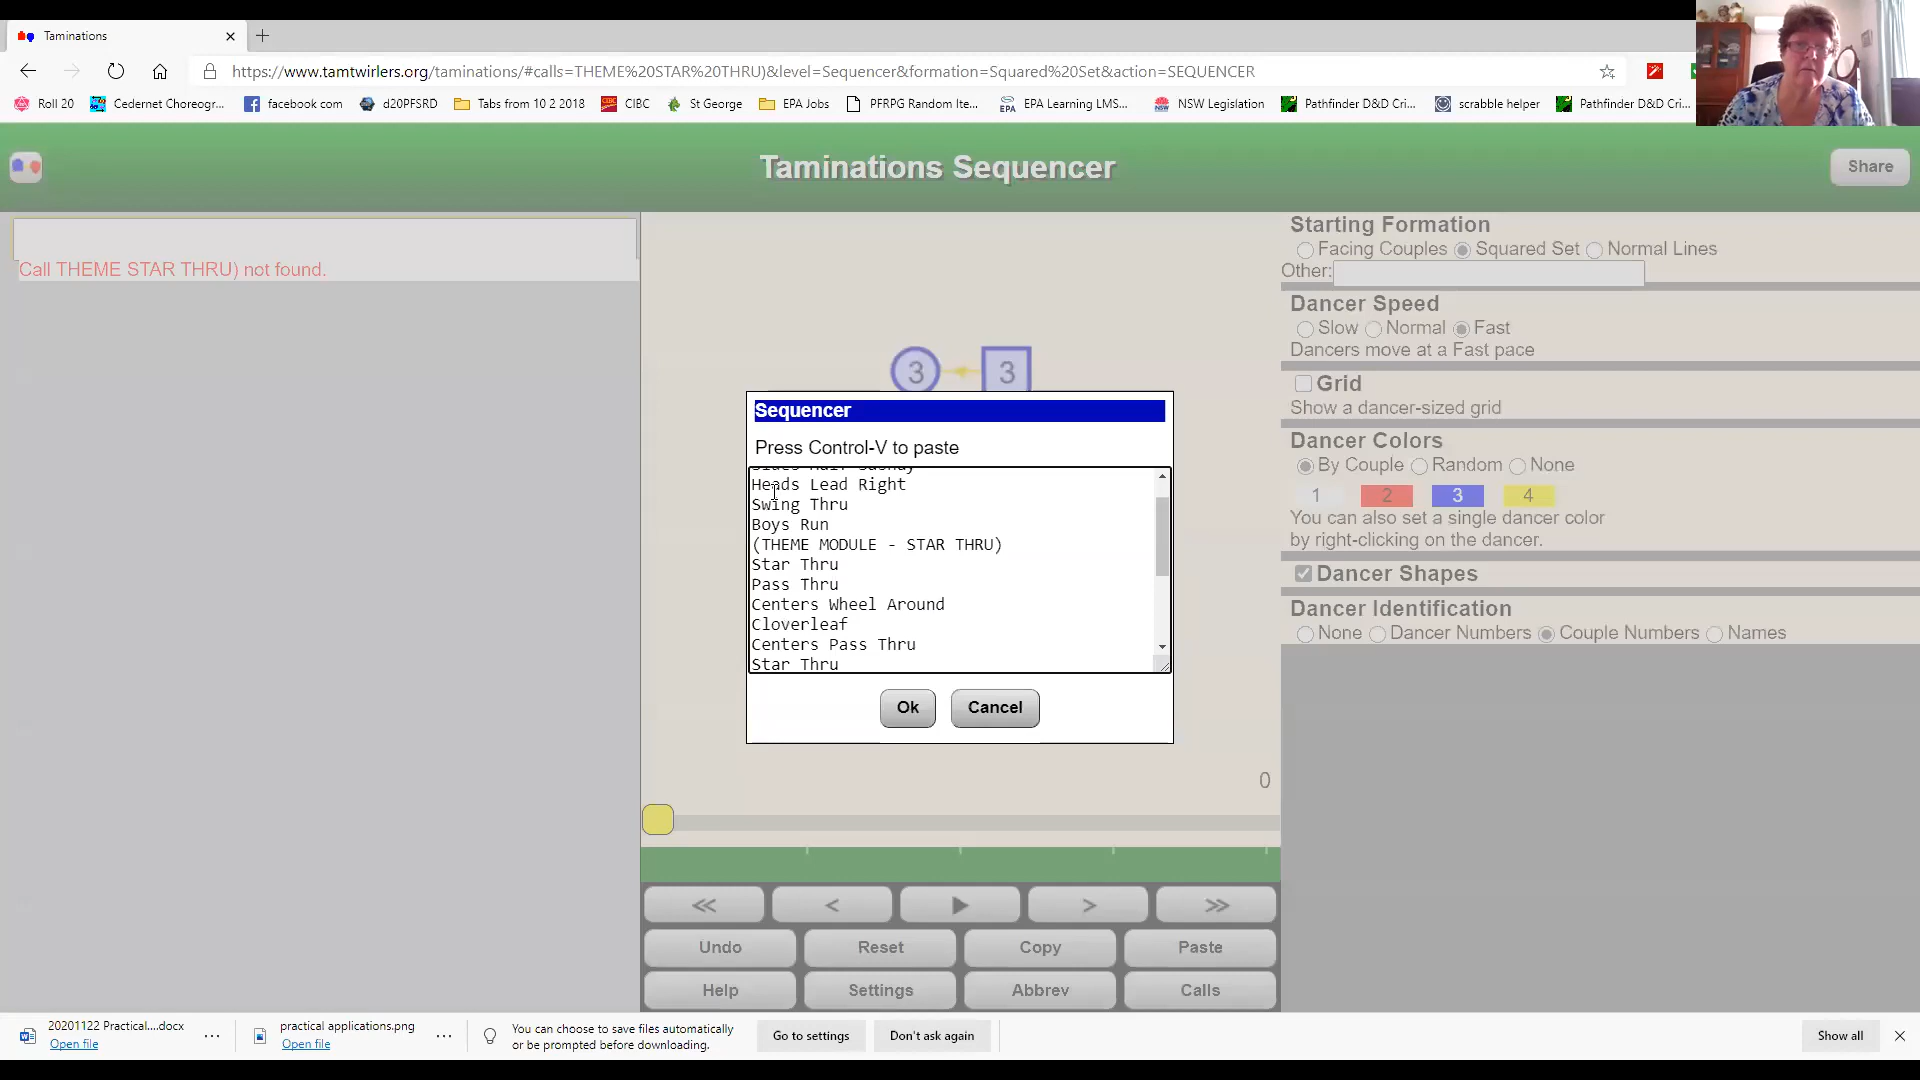 Taminations
https://www.tamtwirlers.org/taminations/#calls=THEME%20STAR%20THRU)&level=Sequencer&formation=Squared%20Set&action=SEQUENCER
Roll 20
Cedernet Choreogr...
facebook.com
d20PFSRD
Tabs from 10 2 2018
CIBC
St George
EPA Jobs
PFRPG Random Ite...
EPA Learning LMS...
NSW Legislation
Pathfinder D&D Cri...
scrabble helper
Pathfinder D&D Cri...
Taminations Sequencer
Share
Call THEME STAR THRU) not found.
3 3
Sequencer
Press Control-V to paste
Heads Lead Right
Swing Thru
Boys Run
(THEME MODULE - STAR THRU)
Star Thru
Pass Thru
Centers Wheel Around
Cloverleaf
Centers Pass Thru
Star Thru
Ok
Cancel
0
<< < ▶ > >>
Undo
Reset
Copy
Paste
Help
Settings
Abbrev
Calls
Starting Formation
Facing Couples Squared Set Normal Lines
Other:
Dancer Speed
Slow Normal Fast
Dancers move at a Fast pace
Grid
Show a dancer-sized grid
Dancer Colors
By Couple Random None
1 2 3 4
You can also set a single dancer color
by right-clicking on the dancer.
Dancer Shapes
Dancer Identification
None Dancer Numbers Couple Numbers Names
20201122 Practical....docx
Open file
practical applications.png
Open file
You can choose to save files automatically
or be prompted before downloading.
Go to settings
Don't ask again
Show all